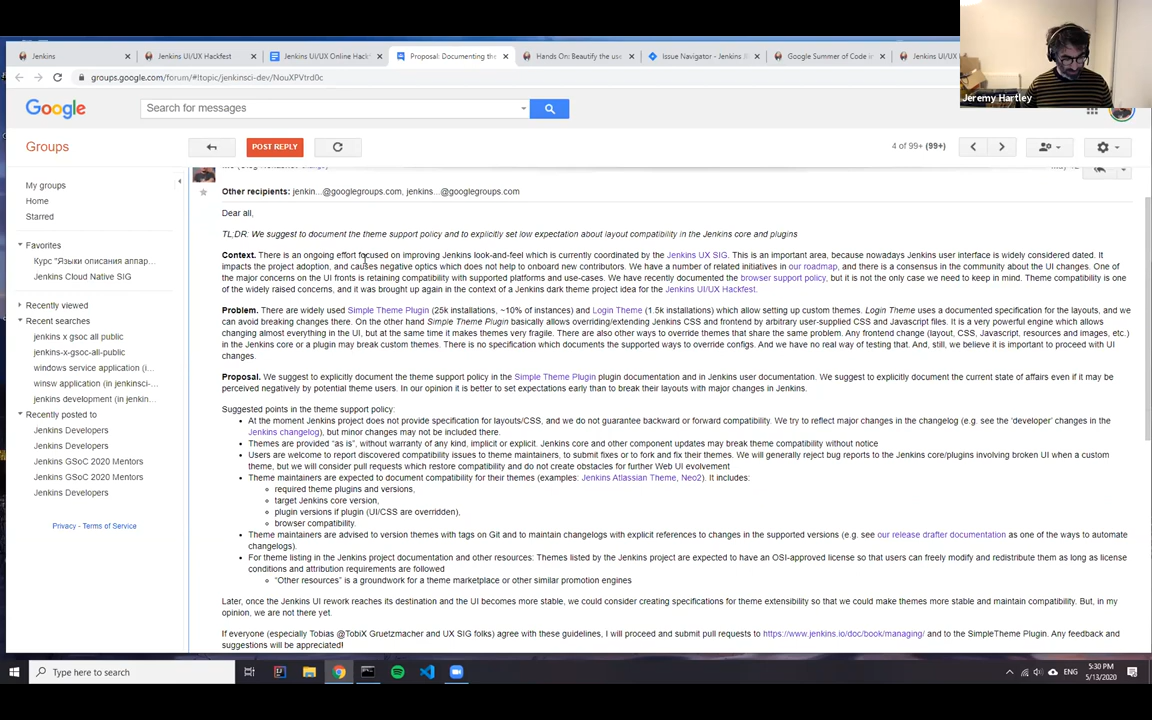 Jenkins
Jenkins UI/UX Hackfest
Jenkins UI/UX Online Hack
Proposal: Documenting the
Hands On: Beautify the use
Issue Navigator - Jenkins
Google Summer of Code in
Jenkins UI/UX
groups.google.com/forum/#!topic/jenkinsci-dev/NouXPVtrd0c
Jeremy Hartley
Google
Search for messages
Groups
POST REPLY
4 of 99+ (99+)
My groups
Home
Starred
Favorites
Курс "Языки описания аппар...
Jenkins Cloud Native SIG
Recently viewed
Recent searches
jenkins x gsoc all public
jenkins-x-gsoc-all-public
windows service application (i...
winsw application (in jenkinsci-...
jenkins development (in jenkin...
Recently posted to
Jenkins Developers
Jenkins Developers
Jenkins GSoC 2020 Mentors
Jenkins GSoC 2020 Mentors
Jenkins Developers
Privacy - Terms of Service
Other recipients: jenkin...@googlegroups.com, jenkins...@googlegroups.com
Dear all,
TL;DR: We suggest to document the theme support policy and to explicitly set low expectation about layout compatibility in the Jenkins core and plugins
Context. There is an ongoing effort focused on improving Jenkins look-and-feel which is currently coordinated by the Jenkins UX SIG. This is an important area, because nowadays Jenkins user interface is widely considered dated. It
impacts the project adoption, and causes negative optics which does not help to onboard new contributors. We have a number of related initiatives in our roadmap, and there is a consensus in the community about the UI changes. One of
the major concerns on the UI fronts is retaining compatibility with supported platforms and use-cases. We have recently documented the browser support policy, but it is not the only case we need to keep in mind. Theme compatibility is one
of the widely raised concerns, and it was brought up again in the context of a Jenkins dark theme project idea for the Jenkins UI/UX Hackfest.
Problem. There are widely used Simple Theme Plugin (25k installations, ~10% of instances) and Login Theme (1.5k installations) which allow setting up custom themes. Login Theme uses a documented specification for the layouts, and we
can avoid breaking changes there. On the other hand Simple Theme Plugin basically allows overriding/extending Jenkins CSS and frontend by arbitrary user-supplied CSS and Javascript files. It is a very powerful engine which allows
changing almost everything in the UI, but at the same time it makes themes very fragile. There are also other ways to override themes that share the same problem. Any frontend change (layout, CSS, Javascript, resources and images, etc.)
in the Jenkins core or a plugin may break custom themes. There is no specification which documents the supported ways to override configs. And we have no real way of testing that. And, still, we believe it is important to proceed with UI
changes.
Proposal. We suggest to explicitly document the theme support policy in the Simple Theme Plugin plugin documentation and in Jenkins user documentation. We suggest to explicitly document the current state of affairs even if it may be
perceived negatively by potential theme users. In our opinion it is better to set expectations early than to break their layouts with major changes in Jenkins.
Suggested points in the theme support policy:
At the moment Jenkins project does not provide specification for layouts/CSS, and we do not guarantee backward or forward compatibility. We try to reflect major changes in the changelog (e.g. see the 'developer' changes in the
Jenkins changelog), but minor changes may not be included there.
Themes are provided "as is", without warranty of any kind, implicit or explicit. Jenkins core and other component updates may break theme compatibility without notice
Users are welcome to report discovered compatibility issues to theme maintainers, to submit fixes or to fork and fix their themes. We will generally reject bug reports to the Jenkins core/plugins involving broken UI when a custom
theme, but we will consider pull requests which restore compatibility and do not create obstacles for further Web UI evolvement
Theme maintainers are expected to document compatibility for their themes (examples: Jenkins Atlassian Theme, Neo2). It includes:
required theme plugins and versions,
target Jenkins core version,
plugin versions if plugin (UI/CSS are overridden),
browser compatibility.
Theme maintainers are advised to version themes with tags on Git and to maintain changelogs with explicit references to changes in the supported versions (e.g. see our release drafter documentation as one of the ways to automate
changelogs).
For theme listing in the Jenkins project documentation and other resources: Themes listed by the Jenkins project are expected to have an OSI-approved license so that users can freely modify and redistribute them as long as license
conditions and attribution requirements are followed
"Other resources" is a groundwork for a theme marketplace or other similar promotion engines
Later, once the Jenkins UI rework reaches its destination and the UI becomes more stable, we could consider creating specifications for theme extensibility so that we could make themes more stable and maintain compatibility. But, in my
opinion, we are not there yet.
If everyone (especially Tobias @TobiX Gruetzmacher and UX SIG folks) agree with these guidelines, I will proceed and submit pull requests to https://www.jenkins.io/doc/book/managing/ and to the SimpleTheme Plugin. Any feedback and
suggestions will be appreciated!
Type here to search
ENG
5:30 PM
5/13/2020